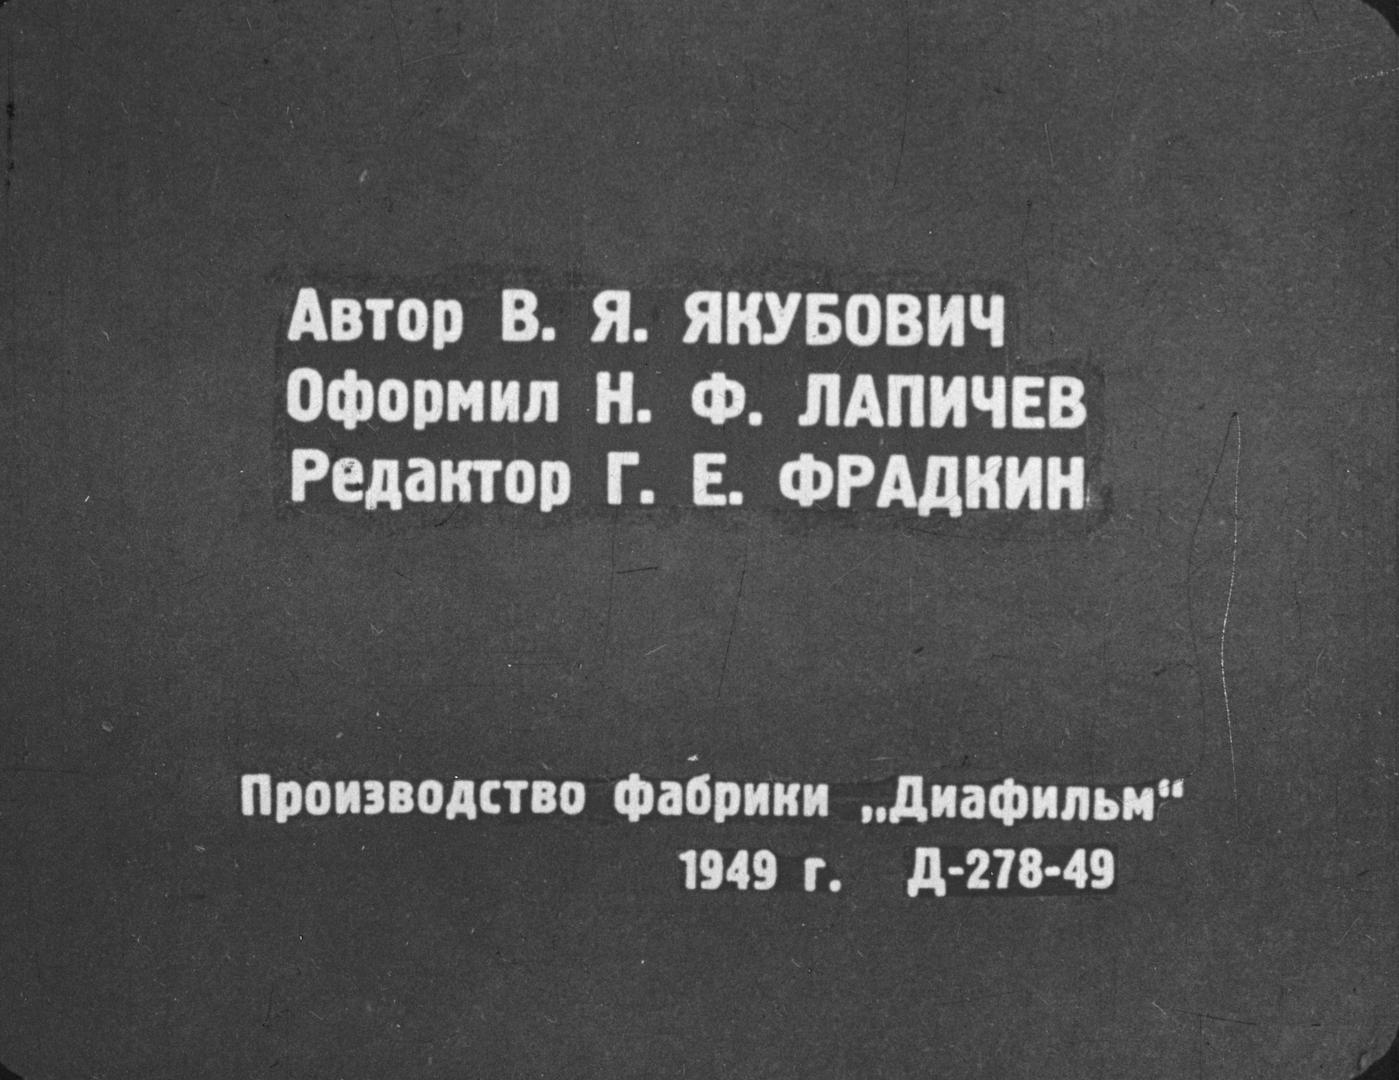 Автор В. Я. ЯКУБОВИЧ
Оформил Н. Ф. ЛАПИЧЕВ
Редактор Г. Е. ФРАДКИН
Производство фабрики „Диафильм“
1949 г. Д-278-49